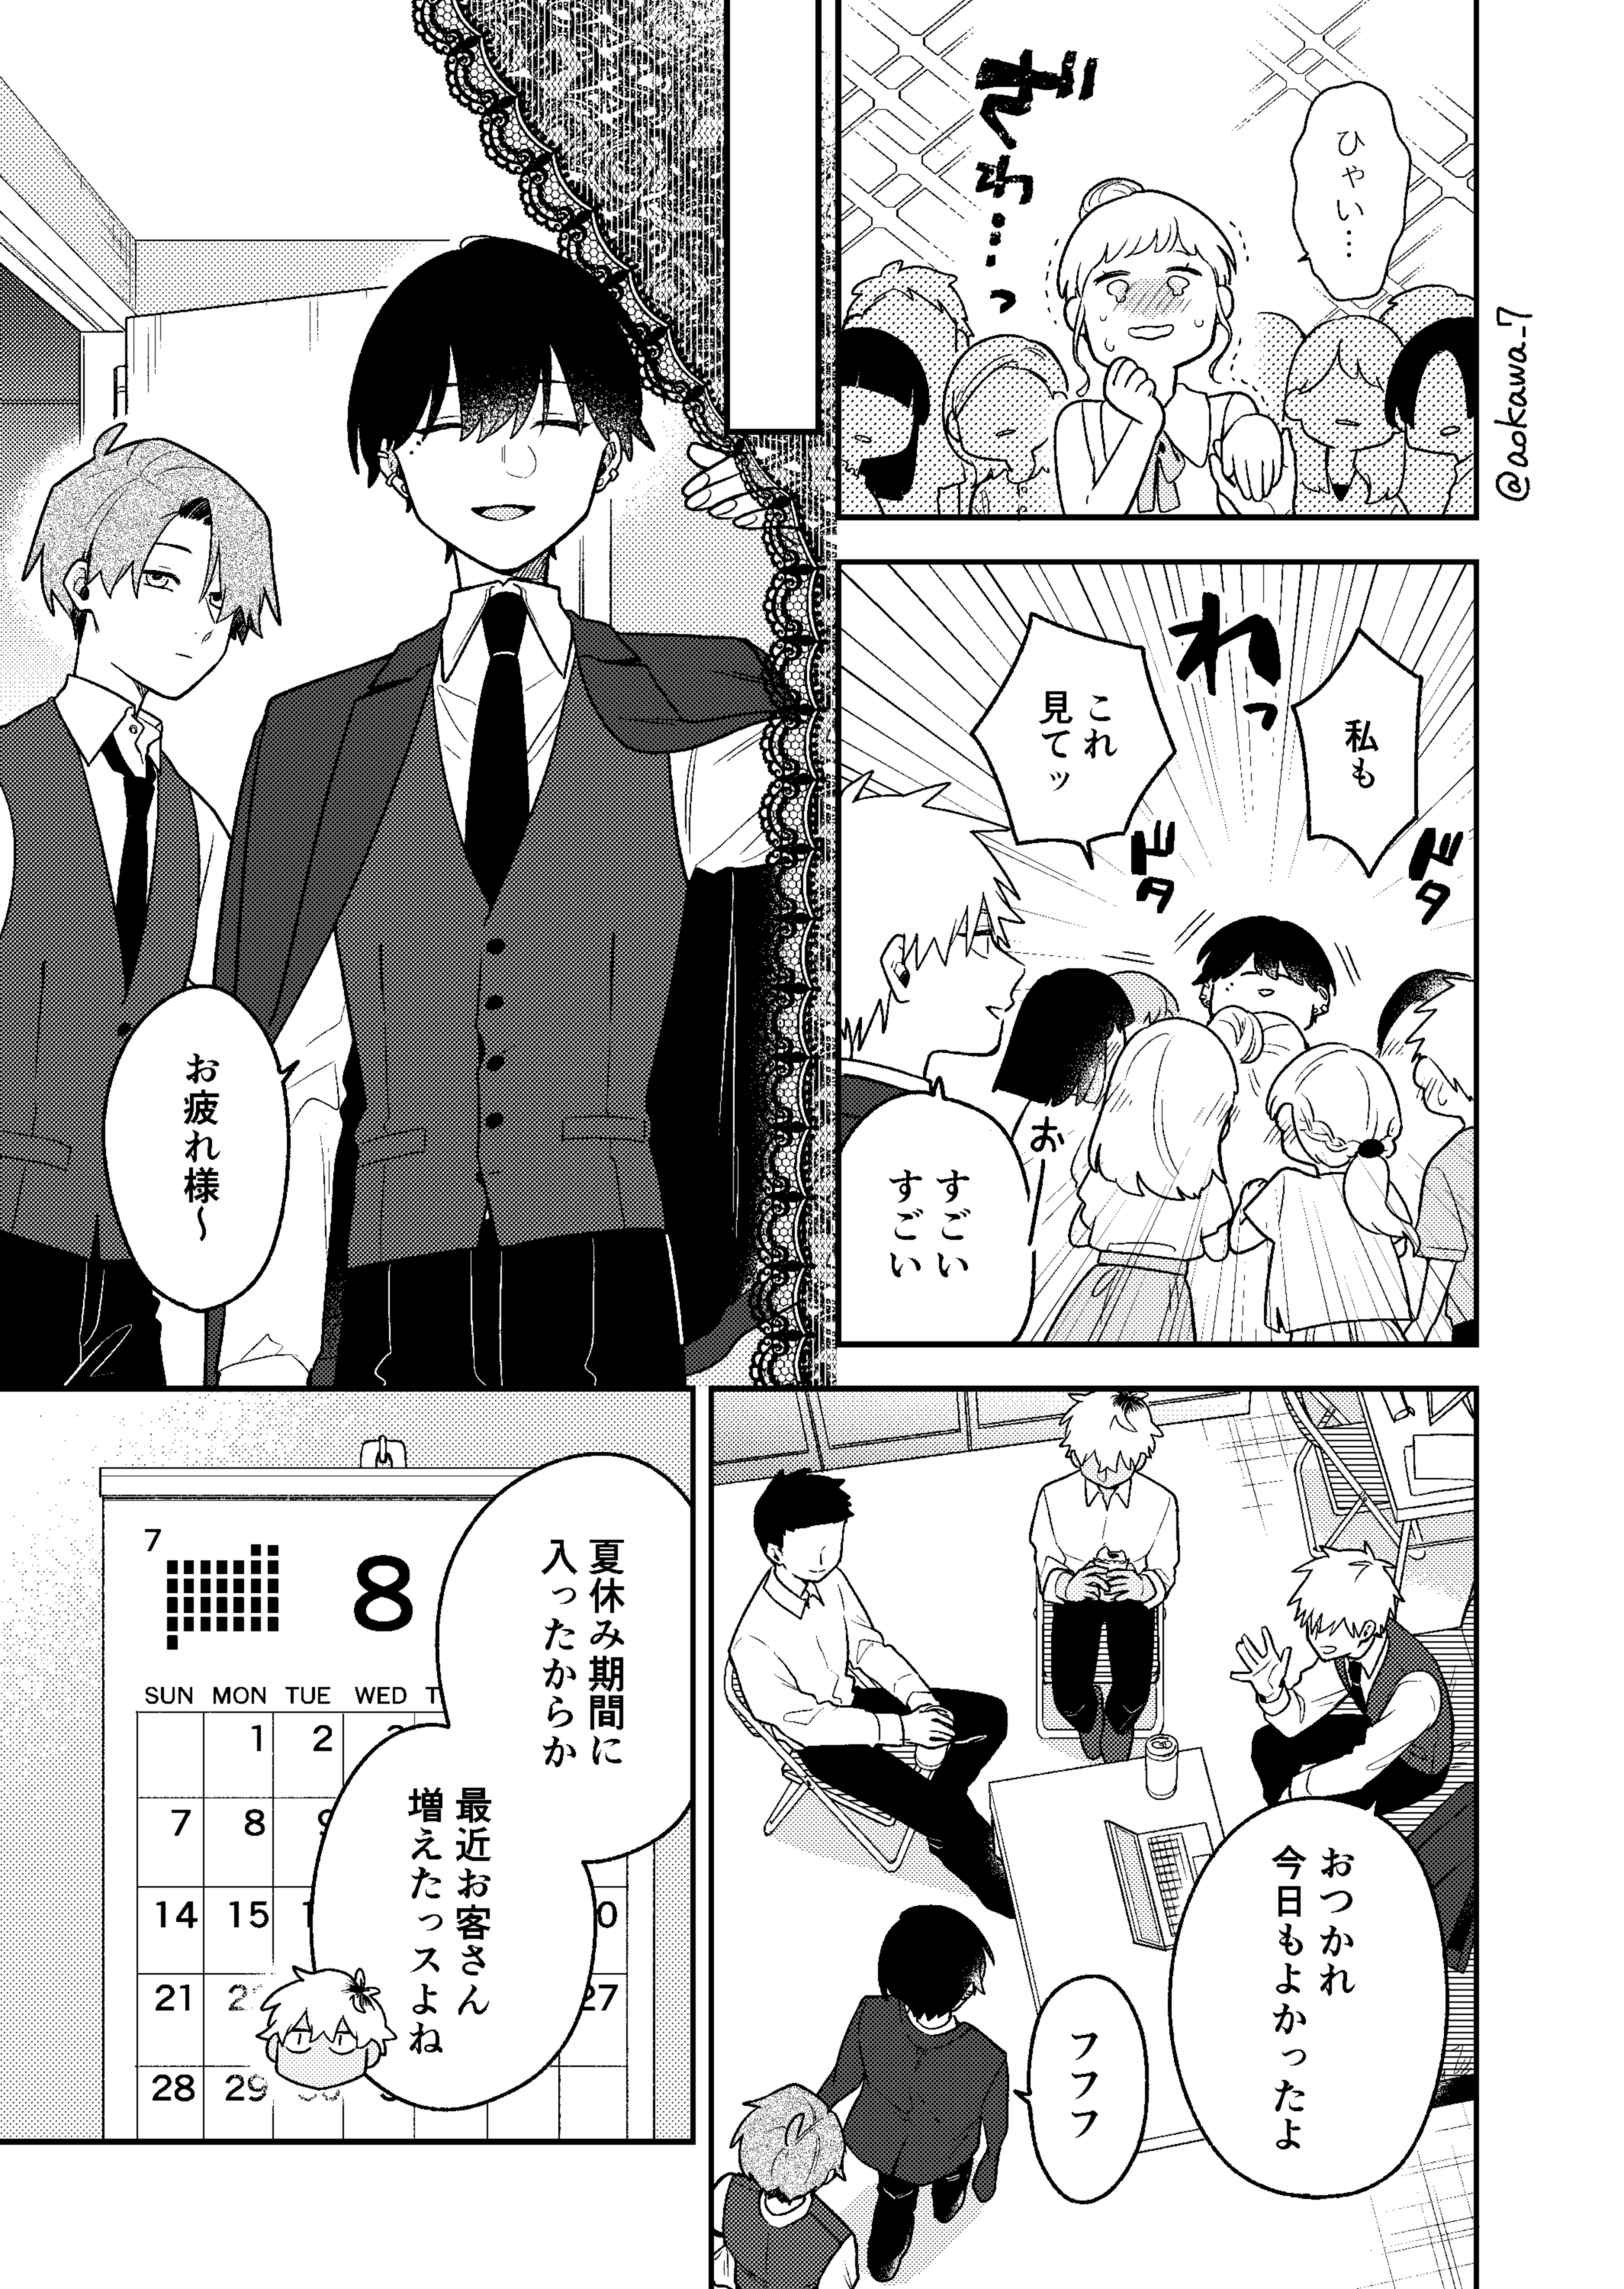 ひゃい…
ぞわ…っ
@aokawa_7
私も
わっ
これ
見てッ
ドタ
ドタ
おー
すごい
すごい
お疲れ様〜
おつかれ
今日もよかったよ
フフフ
夏休み期間に
入ったからか
最近お客さん
増えたっスよね
7
8
SUN MON TUE WED T
1 2
7 8
14 15
21
27
28 29